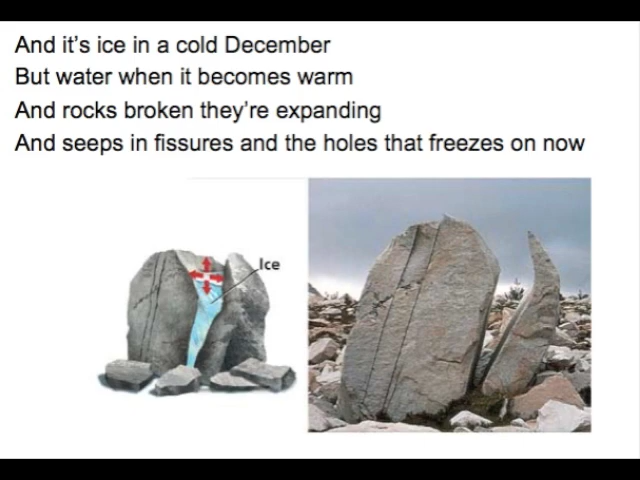 And it's ice in a cold December
But water when it becomes warm
And rocks broken they're expanding
And seeps in fissures and the holes that freezes on now
Ice